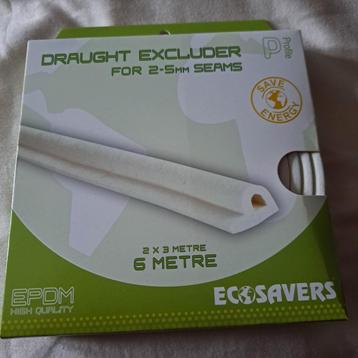 DRAUGHT EXCLUDER
FOR 2-5MM SEAMS
P
Profile
SAVE
ENERGY
2 X 3 METRE
6 METRE
EPDM
HIGH QUALITY
ECOSAVERS®